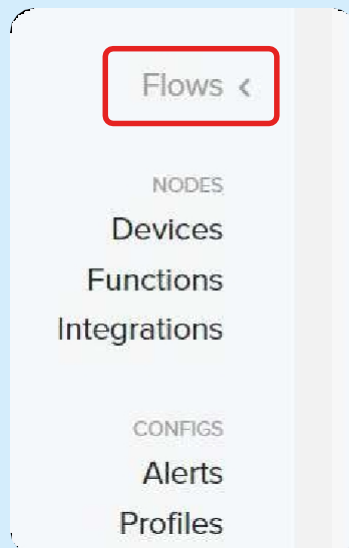 Flows <
NODES
Devices
Functions
Integrations
CONFIGS
Alerts
Profiles